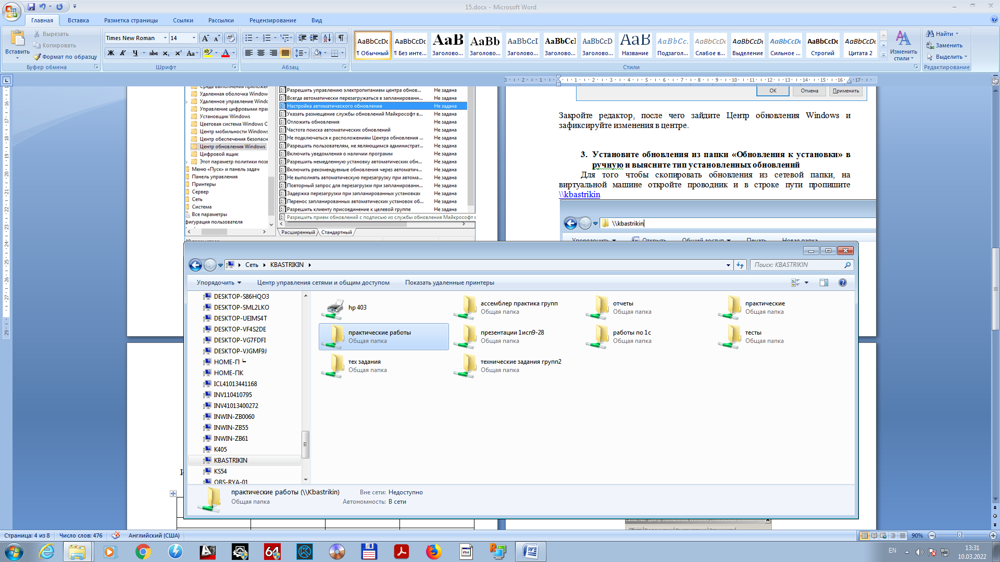 15.docx - Microsoft Word
Главная Вставка Разметка страницы Ссылки Рассылки Рецензирование Вид
Вставить
Вырезать
Копировать
Формат по образцу
Буфер обмена
Times New Roman 14
Шрифт
Абзац
AaBbCcDc AaBbCcDc AaB AaBb AaBbCcI AaBbCcI AaBbCcD AaB AaBbCc. AaBbCc. AaBbCcDc AaBbCcDc AaBbCcDc AaBbCcDc
¶ Обычный ¶ Без инте... Заголово... Заголово... Заголово... Заголово... Заголово... Название Подзагол... Слабое в... Выделение Сильное ... Строгий Цитата 2
Стили
Изменить стили
Найти
Заменить
Выделить
Редактирование
Удаленная оболочка Window
Удаленное управление Wind
Управление цифровыми пра
Установщик Windows
Цветовая система Windows C
Центр мобильности Windows
Центр обеспечения безопасн
Центр обновления Windows
Цифровой ящик
Этот параметр политики позв
Меню «Пуск» и панель задач
Панель управления
Принтеры
Сервер
Сеть
Система
Все параметры
фигурация пользователя
Разрешить управлению электропитанием центра обнов... Не задана
Всегда автоматически перезагружаться в запланированн... Не задана
Настройка автоматического обновления Не задана
Указать размещение службы обновлений Майкрософт в... Не задана
Отложить обновления Не задана
Частота поиска автоматических обновлений Не задана
Не подключаться к расположениям Центра обновления ... Не задана
Разрешать пользователям, не являющимся администрат... Не задана
Включить уведомления о наличии программ Не задана
Разрешить немедленную установку автоматических обн... Не задана
Включить рекомендуемые обновления через автоматич... Не задана
Не выполнять автоматическую перезагрузку при автома... Не задана
Повторный запрос для перезагрузки при запланированн... Не задана
Задержка перезагрузки при запланированных установках Не задана
Перенос запланированных автоматических установок об... Не задана
Разрешить клиенту присоединение к целевой группе Не задана
Разрешить прием обновлений с подписью из службы обновления Майкрософт в
Расширенный Стандартный
OK Отмена Применить
Закройте редактор, после чего зайдите Центр обновления Windows и
зафиксируйте изменения в центре.
3. Установите обновления из папки «Обновления к установки» в
ручную и выясните тип установленных обновлений
Для того чтобы скопировать обновления из сетевой папки, на
виртуальной машине откройте проводник и в строке пути пропишите
\\kbastrikin
\\kbastrikin
Упорядочить Открыть Общий доступ Печать Новая папка
Сеть KBASTRIKIN
Поиск: KBASTRIKIN
Упорядочить Центр управления сетями и общим доступом Показать удаленные принтеры
DESKTOP-S86HQO3
DESKTOP-SML2LKO
DESKTOP-UEIMS4T
DESKTOP-VF4S2DE
DESKTOP-VG7FDFI
DESKTOP-VJGMF9J
HOME-П
HOME-ПК
ICL41013441168
INV110410795
INV41013400272
INWIN-ZB0060
INWIN-ZB55
INWIN-ZB61
K405
KBASTRIKIN
KS54
OBS-RYA-01
hp 403
ассемблер практика групп
Общая папка
отчеты
Общая папка
практические
Общая папка
практические работы
Общая папка
презентации 1исп9-28
Общая папка
работы по 1с
Общая папка
тесты
Общая папка
тех задания
Общая папка
технические задания групп2
Общая папка
практические работы (\\Kbastrikin) Вне сети: Недоступно
Общая папка Автономность: В сети
Страница: 4 из 8 Число слов: 476 Английский (США) 90%
EN 13:31
10.03.2022